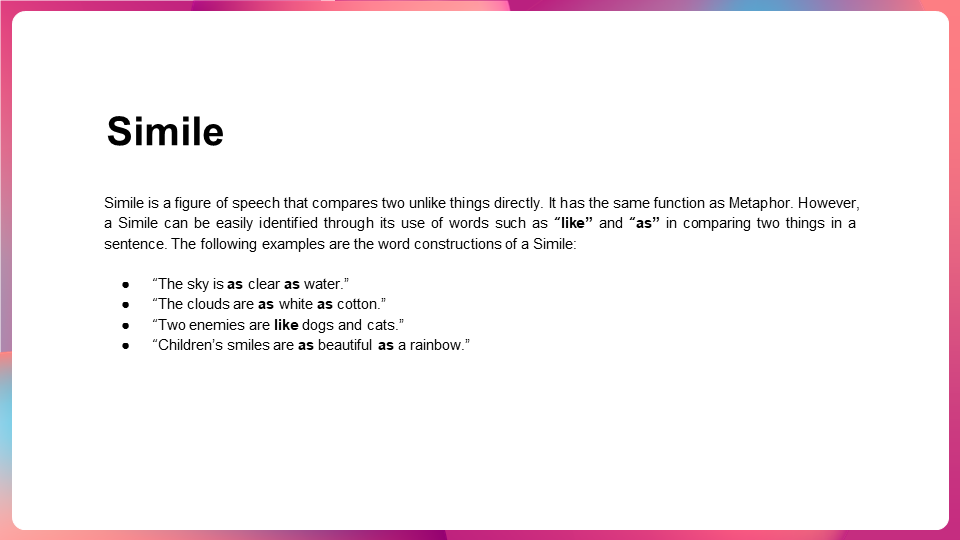 Simile
Simile is a figure of speech that compares two unlike things directly. It has the same function as Metaphor. However,
a Simile can be easily identified through its use of words such as “like” and “as” in comparing two things in a
sentence. The following examples are the word constructions of a Simile:
● “The sky is as clear as water.”
● “The clouds are as white as cotton.”
● “Two enemies are like dogs and cats.”
● “Children’s smiles are as beautiful as a rainbow.”